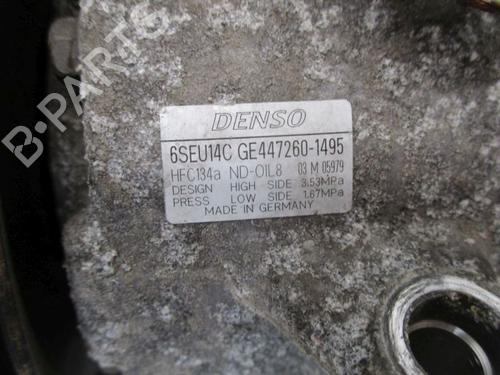 B-PARTS
DENSO
6SEU14C GE447260-1495
HFC134a ND-OIL8 03 M 05979
DESIGN HIGH SIDE 3.53MPa
PRESS LOW SIDE 1.67MPa
MADE IN GERMANY